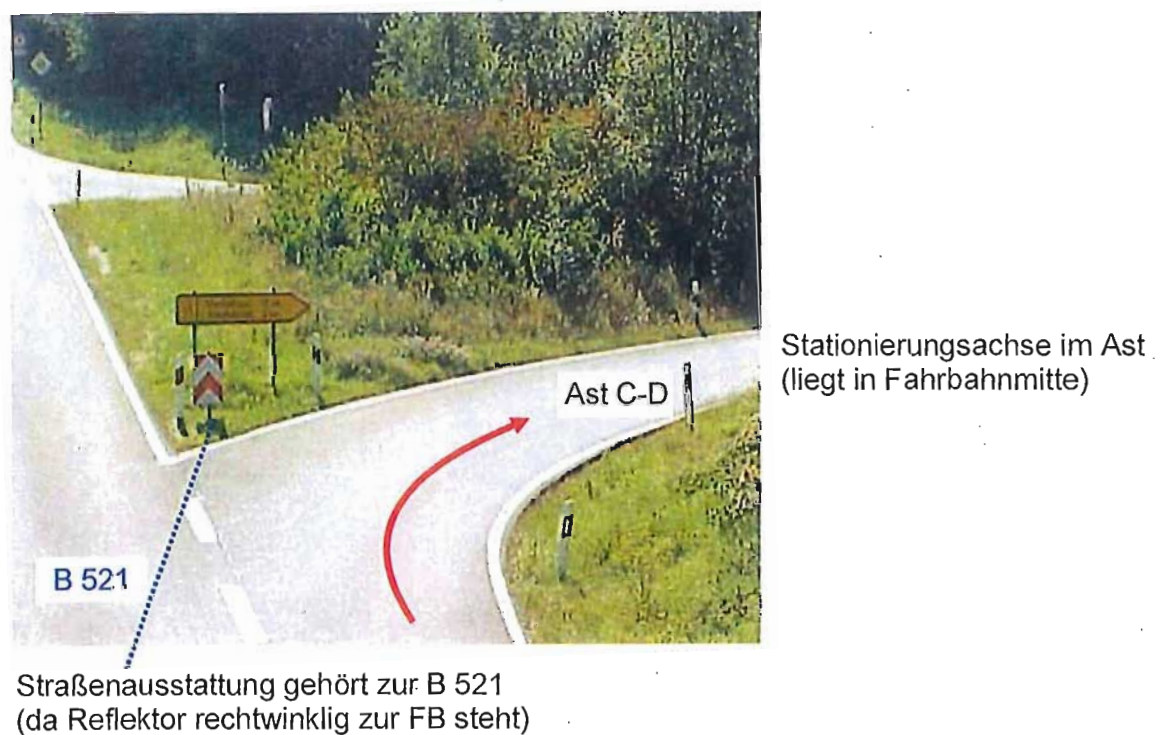 Stationierungsachse im Ast
(liegt in Fahrbahnmitte)
Ast C-D
B 521
Straßenausstattung gehört zur B 521
(da Reflektor rechtwinklig zur FB steht)